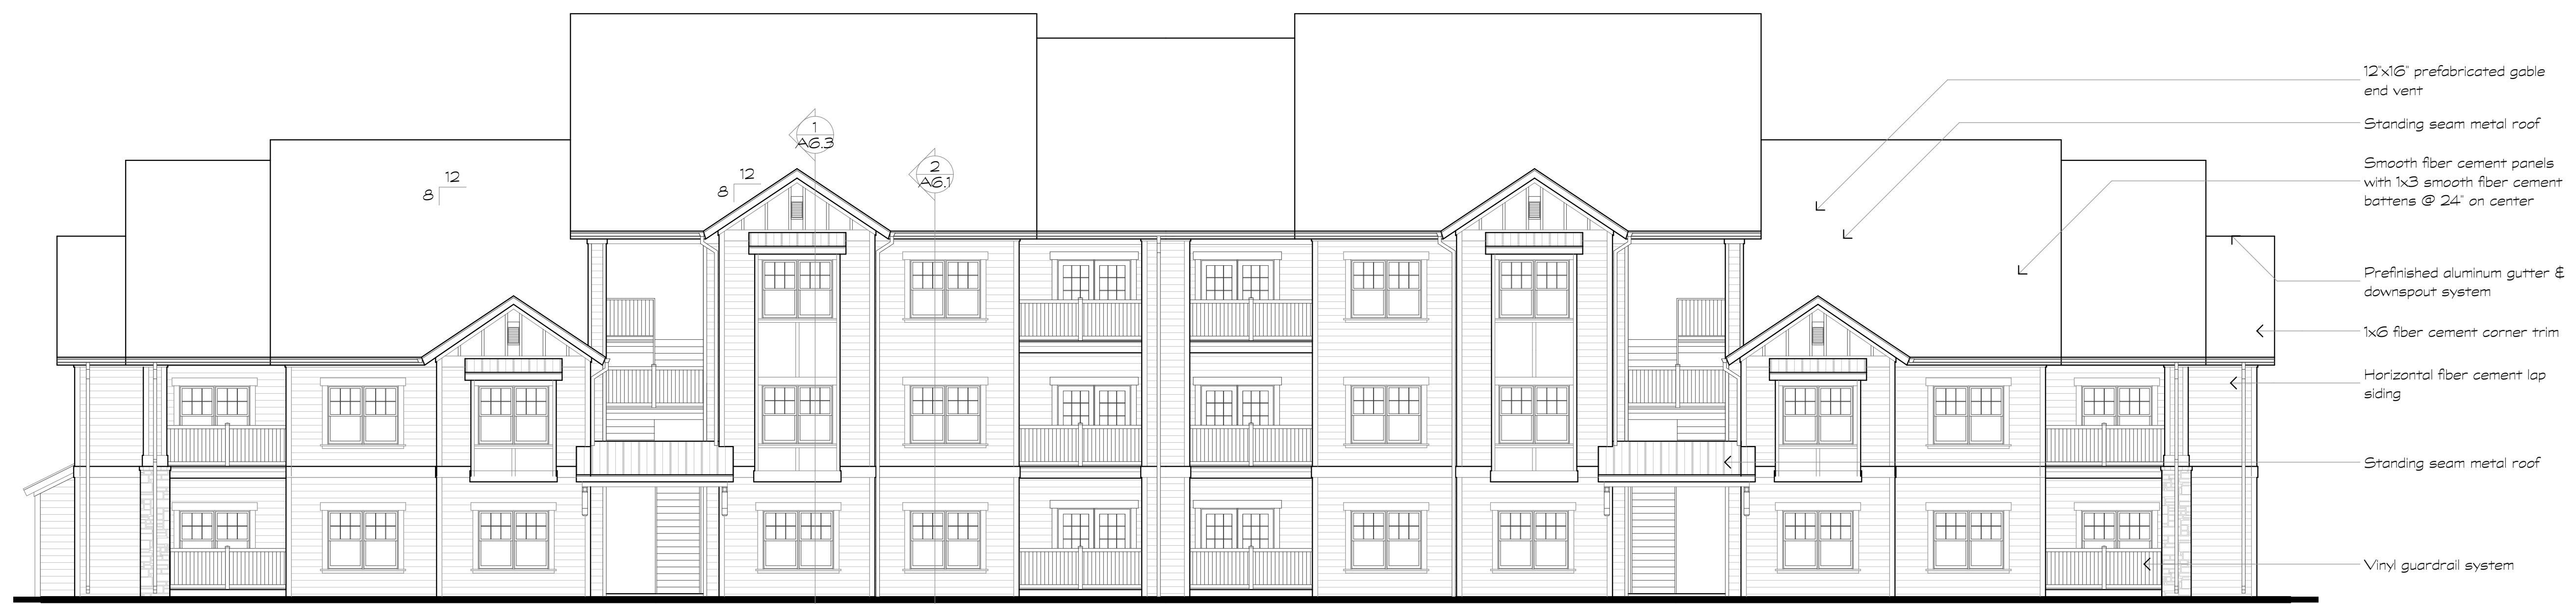 12"x16" prefabricated gable
end vent
Standing seam metal roof
Smooth fiber cement panels
with 1x3 smooth fiber cement
battens @ 24" on center
Prefinished aluminum gutter &
downspout system
1x6 fiber cement corner trim
Horizontal fiber cement lap
siding
Standing seam metal roof
Vinyl guardrail system
1
A6.3
2
A6.1
12
8
12
8